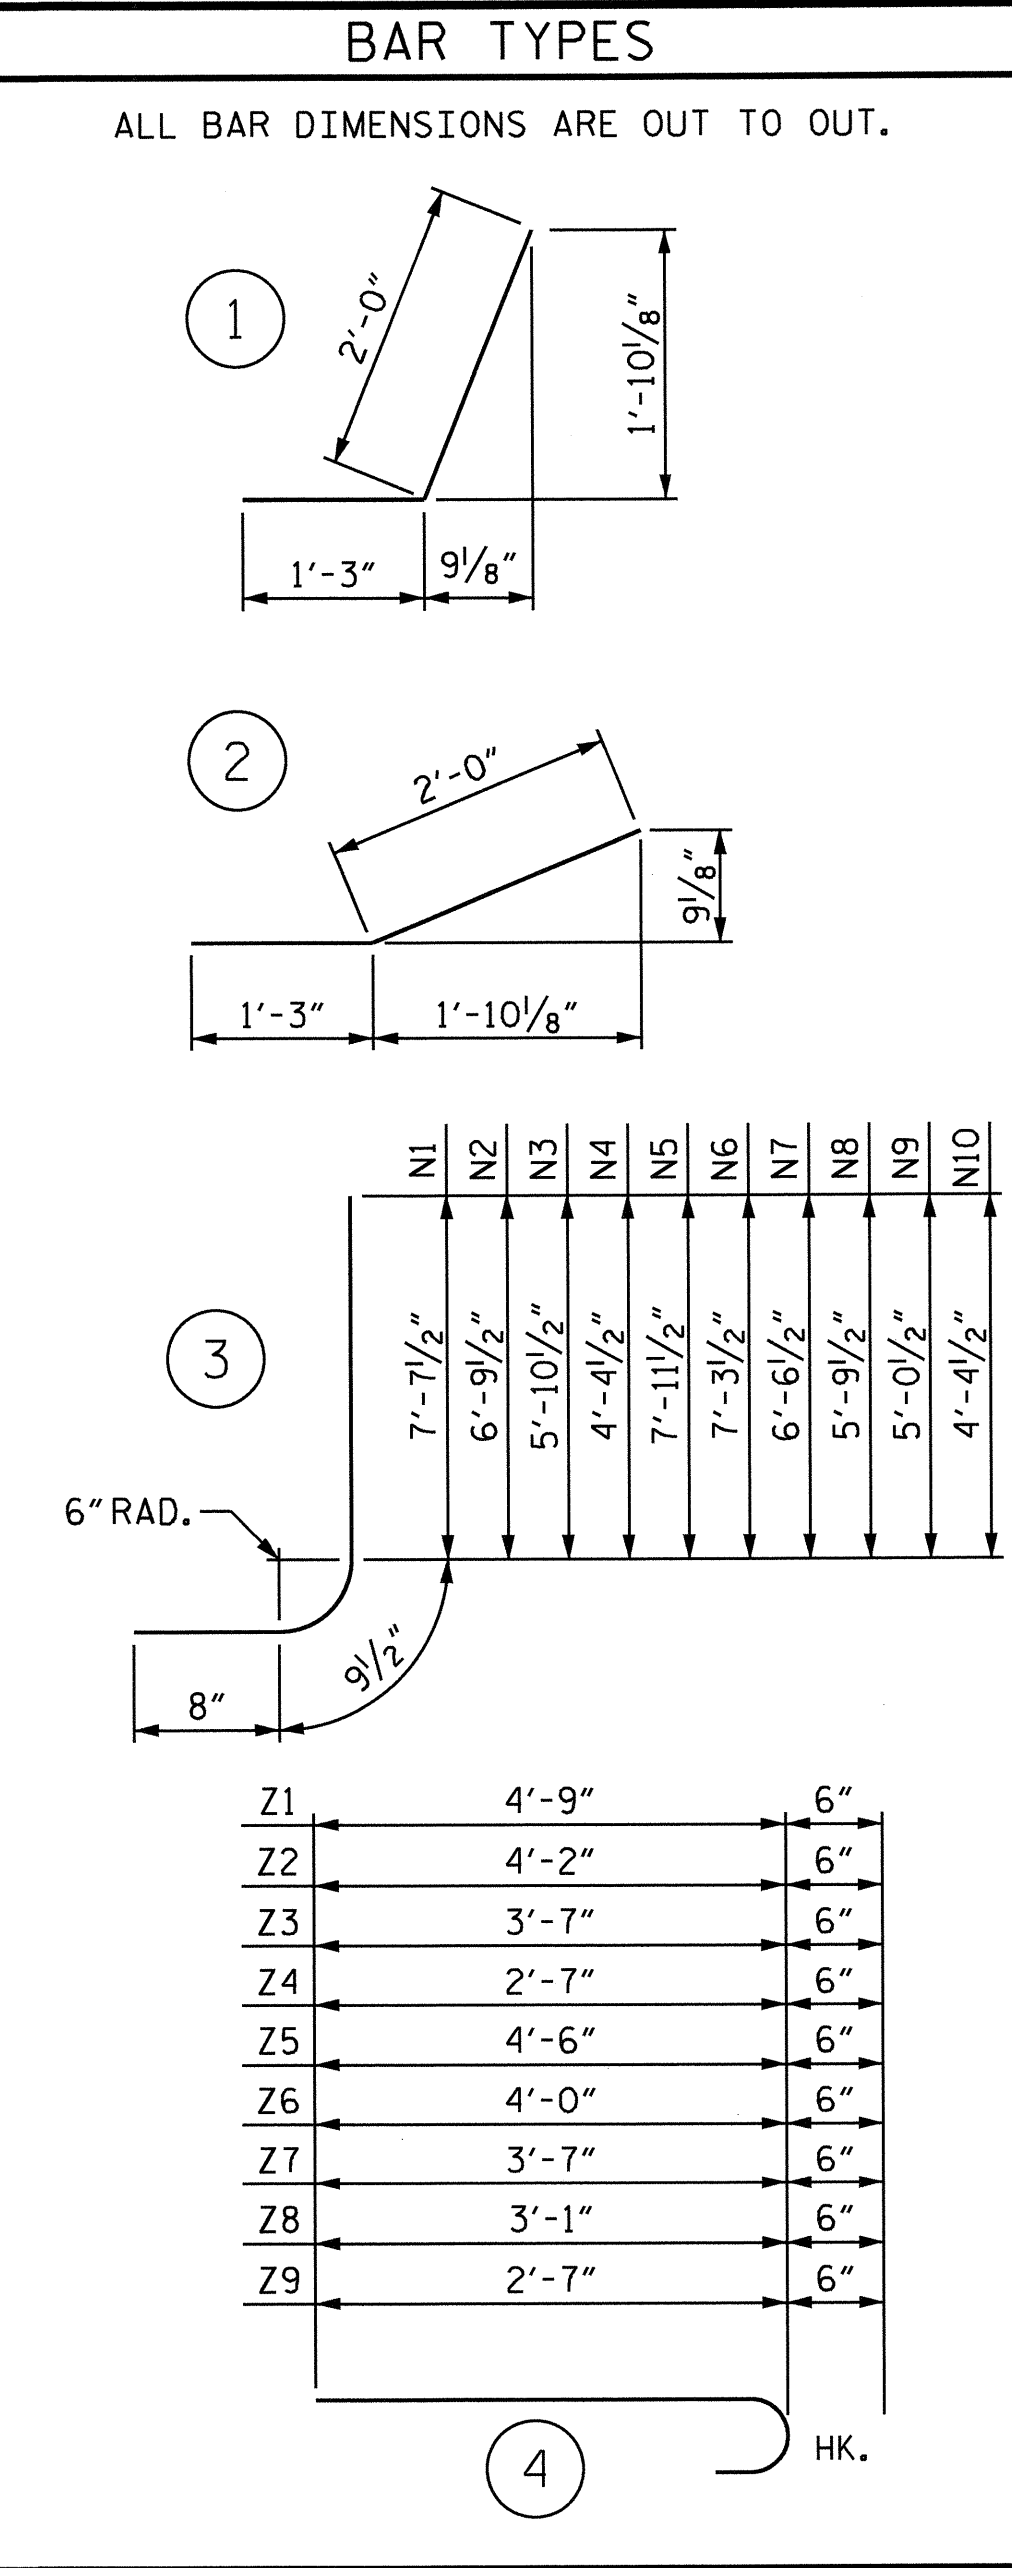 BAR TYPES
ALL BAR DIMENSIONS ARE OUT TO OUT.
1
2'-0"
1'-10 1/8"
1'-3"
9 1/8"
2
2'-0"
9 1/8"
1'-3"
1'-10 1/8"
N1 N2 N3 N4 N5 N6 N7 N8 N9 N10
3
7'-7 1/2" 6'-9 1/2" 5'-10 1/2" 4'-4 1/2" 7'-11 1/2" 7'-3 1/2" 6'-6 1/2" 5'-9 1/2" 5'-0 1/2" 4'-4 1/2"
6" RAD.
9 1/2"
8"
Z1 4'-9" 6"
Z2 4'-2" 6"
Z3 3'-7" 6"
Z4 2'-7" 6"
Z5 4'-6" 6"
Z6 4'-0" 6"
Z7 3'-7" 6"
Z8 3'-1" 6"
Z9 2'-7" 6"
HK.
4